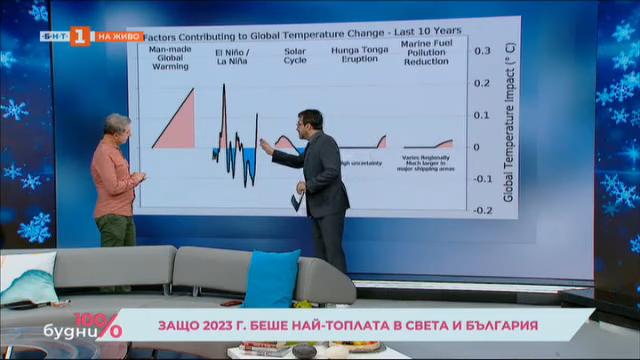 БНТ 1 НА ЖИВО
Factors Contributing to Global Temperature Change - Last 10 Years
Man-made
Global
Warming
El Niño /
La Niña
Solar
Cycle
Hunga Tonga
Eruption
Marine Fuel
Pollution
Reduction
0.3
0.2
0.1
0
-0.1
-0.2
Global Temperature Impact (° C)
High uncertainty
Varies Regionally
Much larger in
major shipping areas
100%
будни
ЗАЩО 2023 Г. БЕШЕ НАЙ-ТОПЛАТА В СВЕТА И БЪЛГАРИЯ